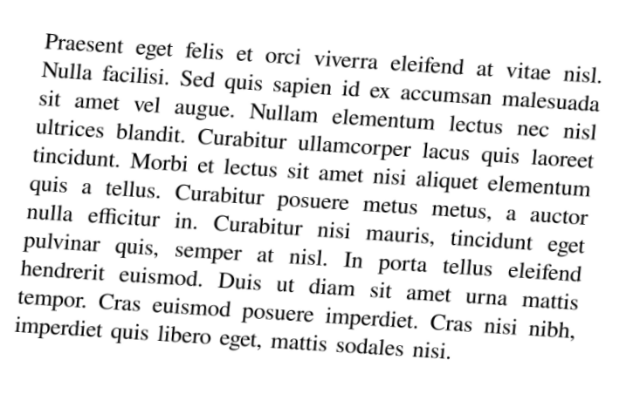 Praesent eget felis et orci viverra eleifend at vitae nisl.
Nulla facilisi. Sed quis sapien id ex accumsan malesuada
sit amet vel augue. Nullam elementum lectus nec nisl
ultrices blandit. Curabitur ullamcorper lacus quis laoreet
tincidunt. Morbi et lectus sit amet nisi aliquet elementum
quis a tellus. Curabitur posuere metus metus, a auctor
nulla efficitur in. Curabitur nisi mauris, tincidunt eget
pulvinar quis, semper at nisl. In porta tellus eleifend
hendrerit euismod. Duis ut diam sit amet urna mattis
tempor. Cras euismod posuere imperdiet. Cras nisi nibh,
imperdiet quis libero eget, mattis sodales nisi.